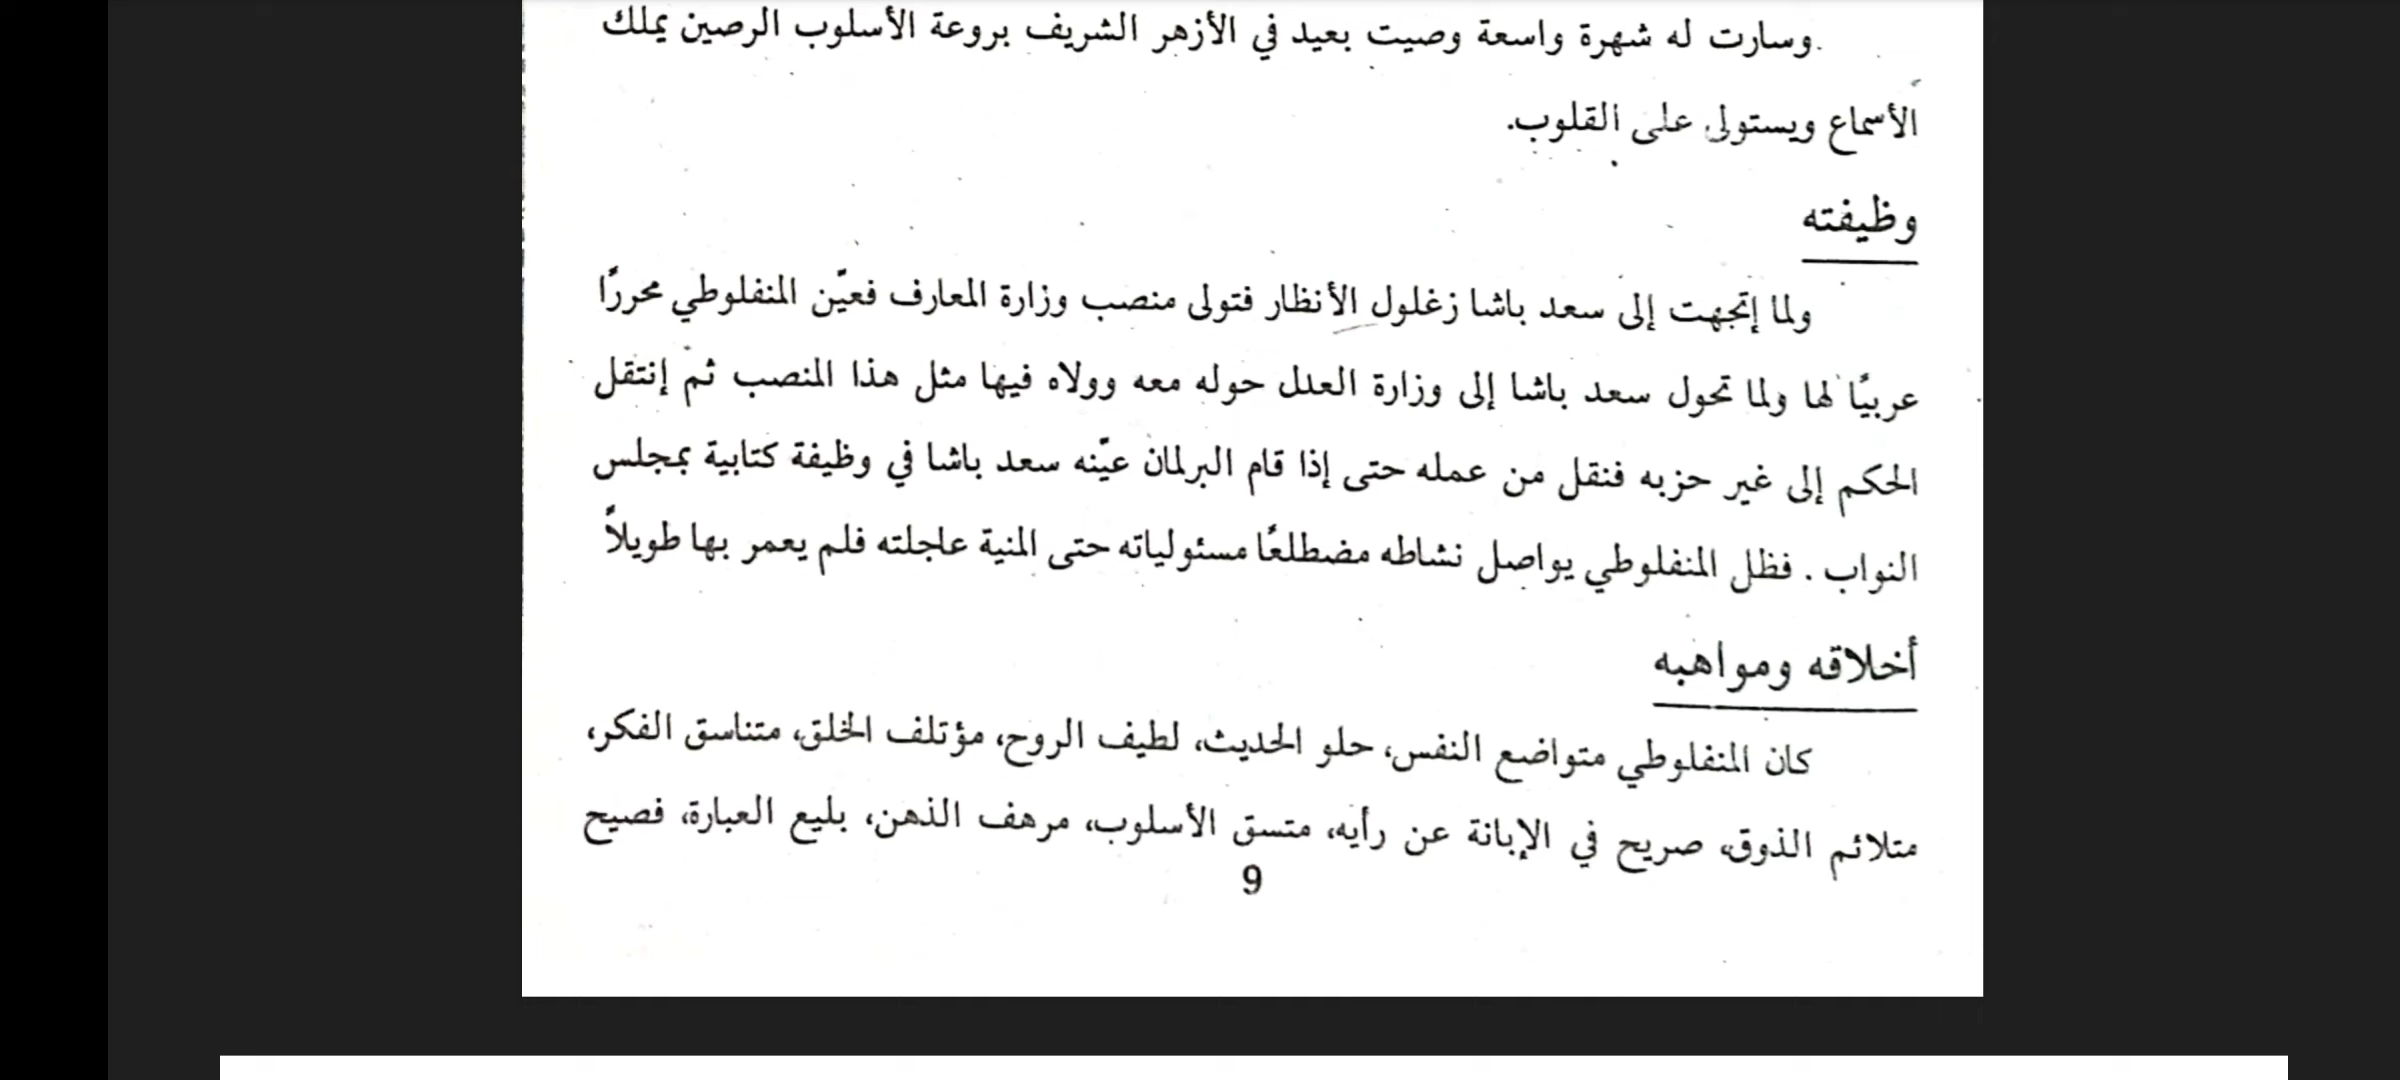 وسارت له شهرة واسعة وصيت بعيد في الأزهر الشريف بروعة الأسلوب الرصين يملك
الأسماع ويستولى على القلوب.
وظيفته
ولما إتجهت إلى سعد باشا زغلول الأنظار فتولى منصب وزارة المعارف فعيّن المنفلوطي محررًا
عربيًا لها ولما تحول سعد باشا إلى وزارة العدل حوله معه وولاه فيها مثل هذا المنصب ثم إنتقل
الحكم إلى غير حزبه فنقل من عمله حتى إذا قام البرلمان عيّنه سعد باشا في وظيفة كتابية بمجلس
النواب . فظل المنفلوطي يواصل نشاطه مضطلعًا مسئولياته حتى المنية عاجلته فلم يعمر بها طويلاً
أخلاقه ومواهبه
كان المنفلوطي متواضع النفس، حلو الحديث، لطيف الروح، مؤتلف الخلق، متناسق الفكر،
متلائم الذوق، صريح في الإبانة عن رأيه، متسق الأسلوب، مرهف الذهن، بليع العبارة، فصيح
9